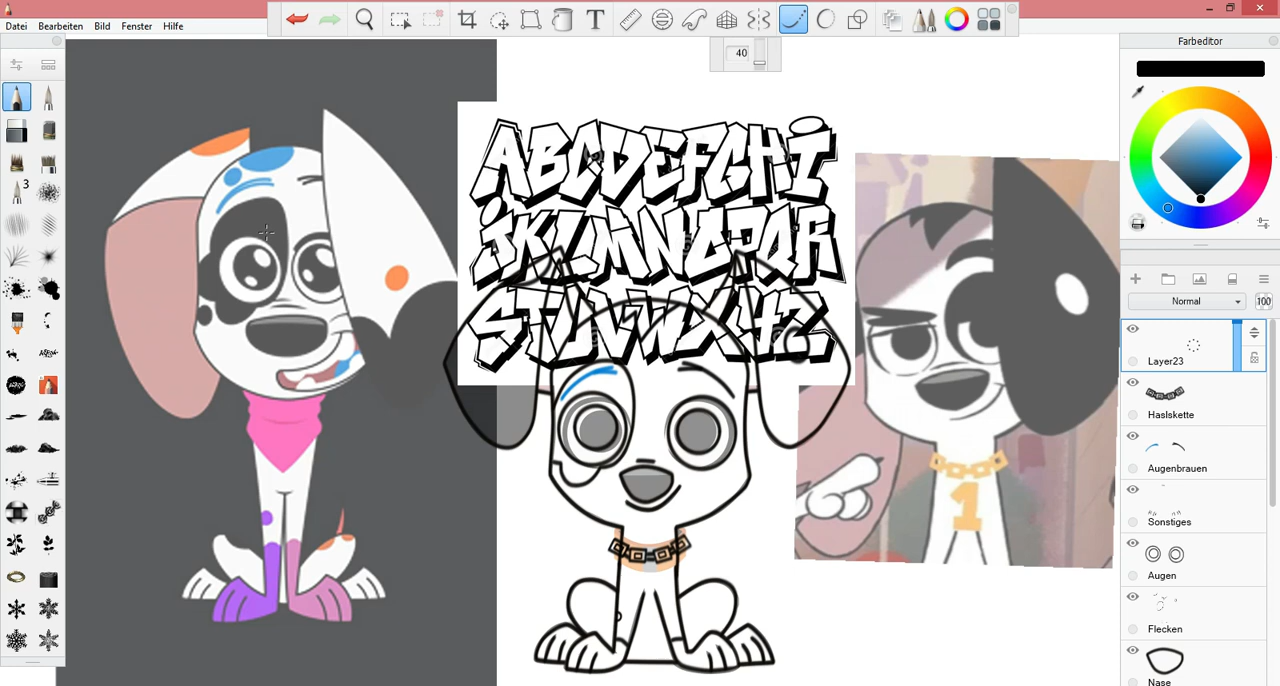 Datei Bearbeiten Bild Fenster Hilfe
T
40
3
Farbeditor
Normal 100
Layer23
Haslskette
Augenbrauen
Sonstiges
Augen
Flecken
Nase
ABCDEFGHI
JKLMNOPQR
STUVWXYZ
1